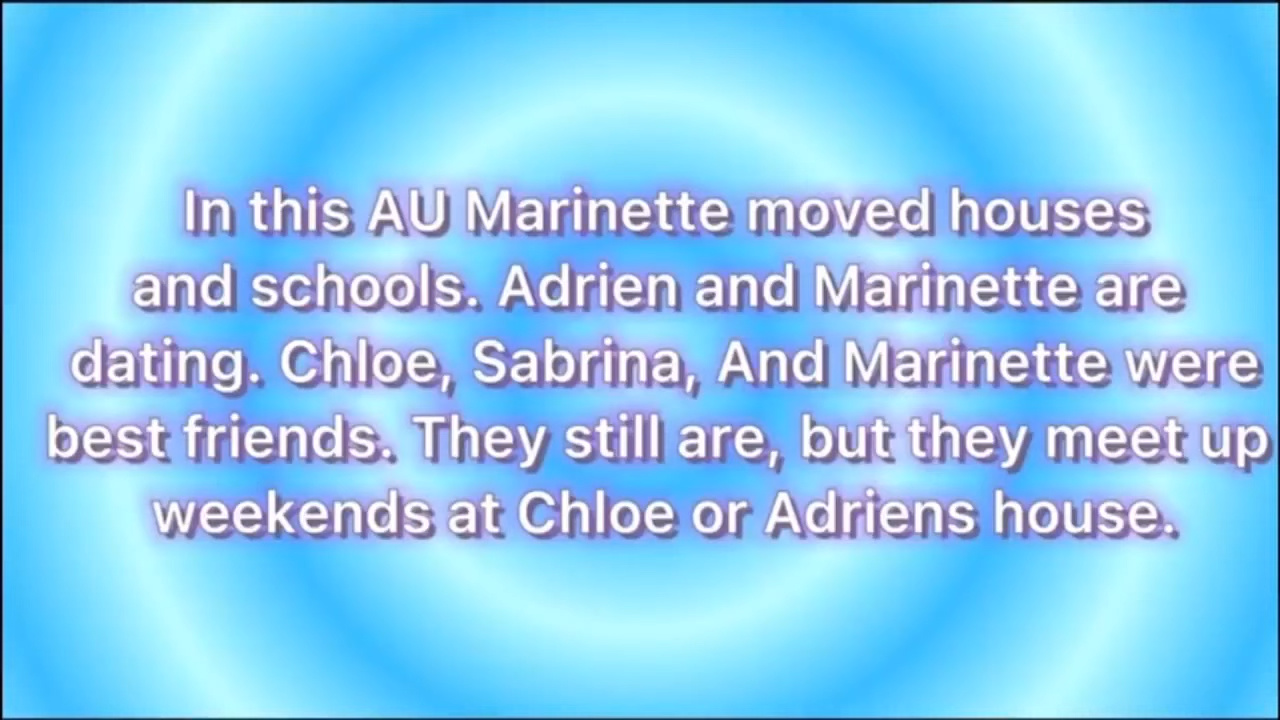 In this AU Marinette moved houses
and schools. Adrien and Marinette are
dating. Chloe, Sabrina, And Marinette were
best friends. They still are, but they meet up
weekends at Chloe or Adriens house.